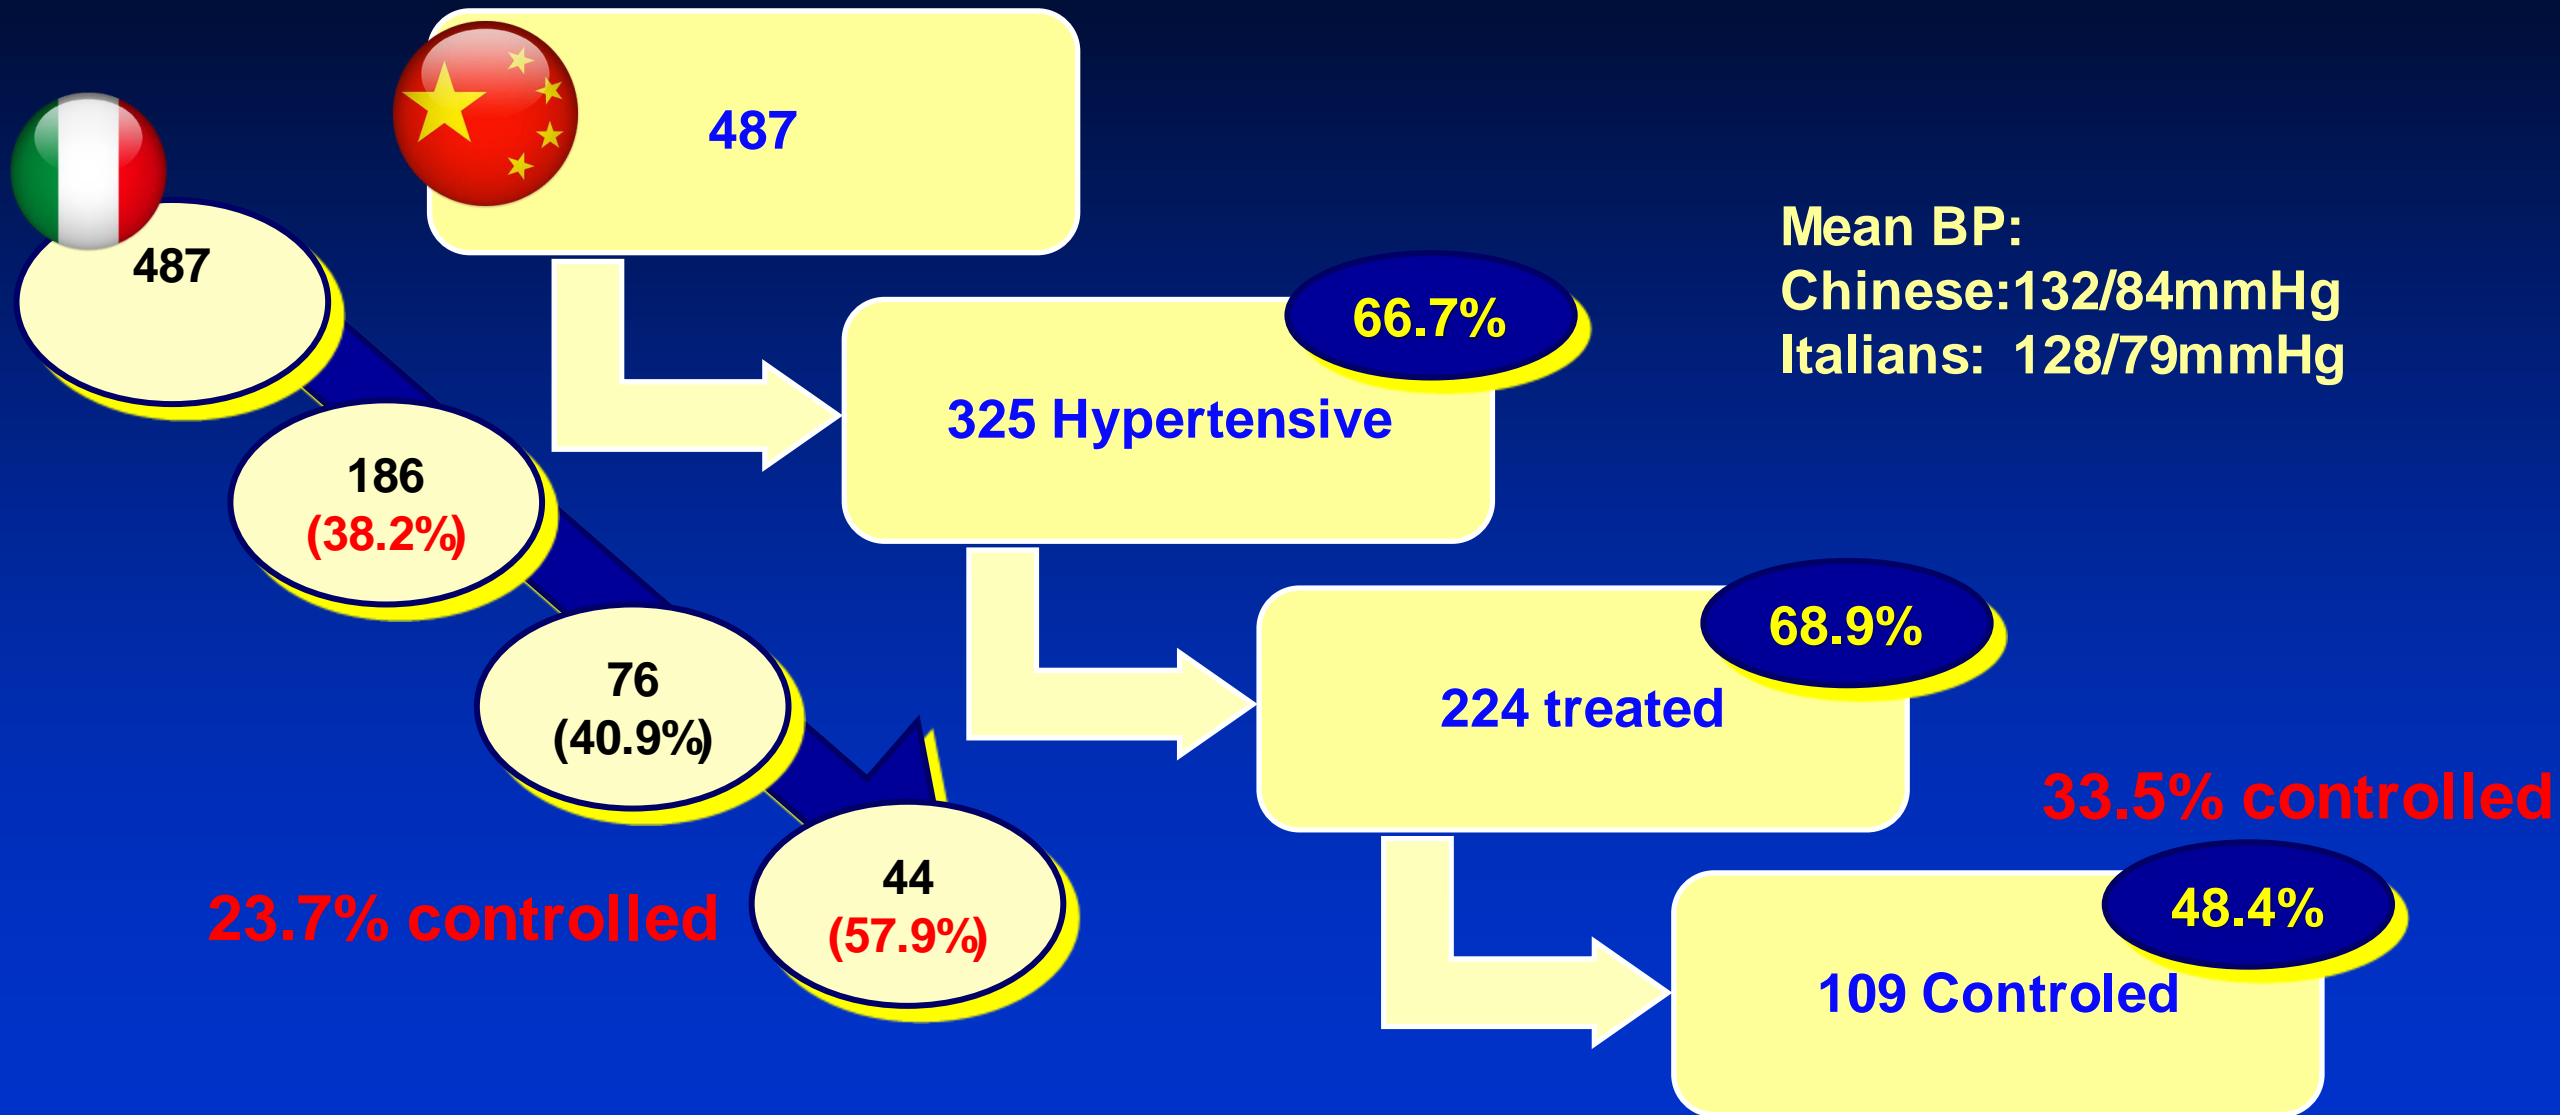 487
487
Mean BP:
Chinese:132/84mmHg
Italians: 128/79mmHg
66.7%
325 Hypertensive
186
(38.2%)
68.9%
224 treated
76
(40.9%)
33.5% controlled
44
(57.9%)
23.7% controlled
48.4%
109 Controled